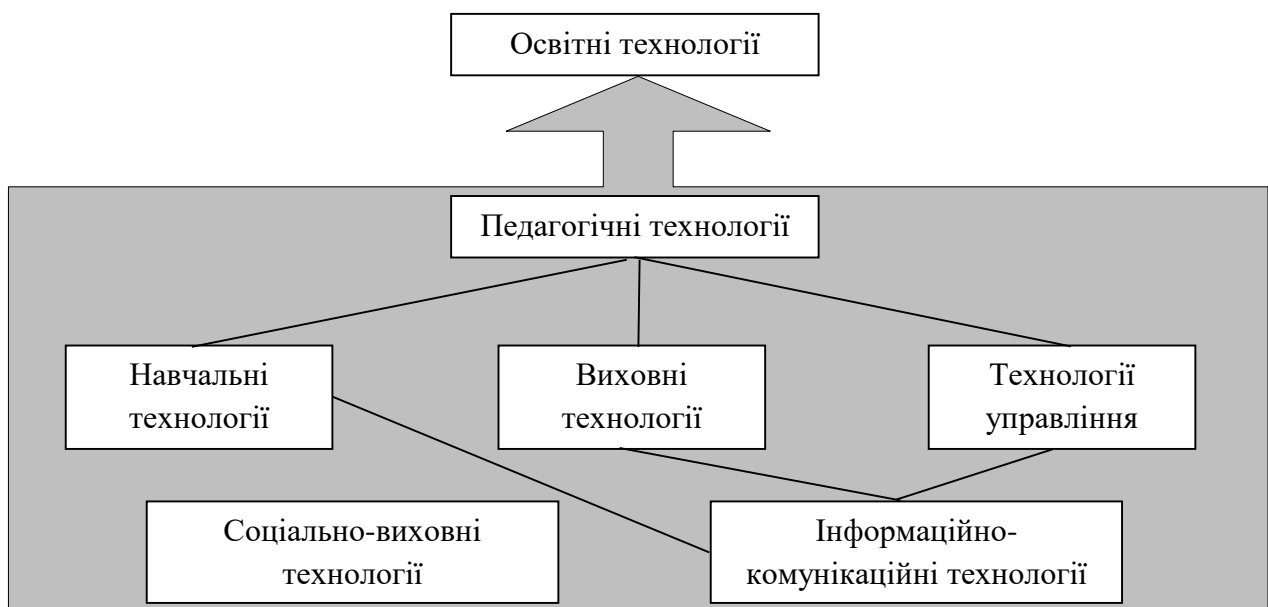 Освітні технології
Педагогічні технології
Навчальні
технології
Виховні
технології
Технології
управління
Соціально-виховні
технології
Інформаційно-
комунікаційні технології